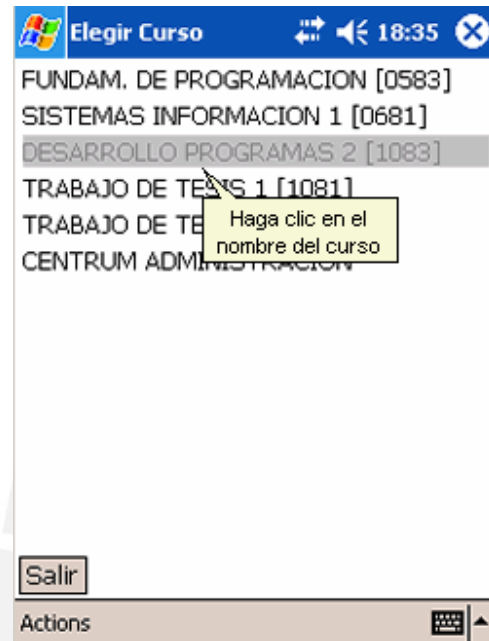 Elegir Curso 18:35
FUNDAM. DE PROGRAMACION [0583]
SISTEMAS INFORMACION 1 [0681]
DESARROLLO PROGRAMAS 2 [1083]
TRABAJO DE TESIS 1 [1081]
TRABAJO DE TE
Haga clic en el
nombre del curso
CENTRUM ADMINISTRACION
Salir
Actions